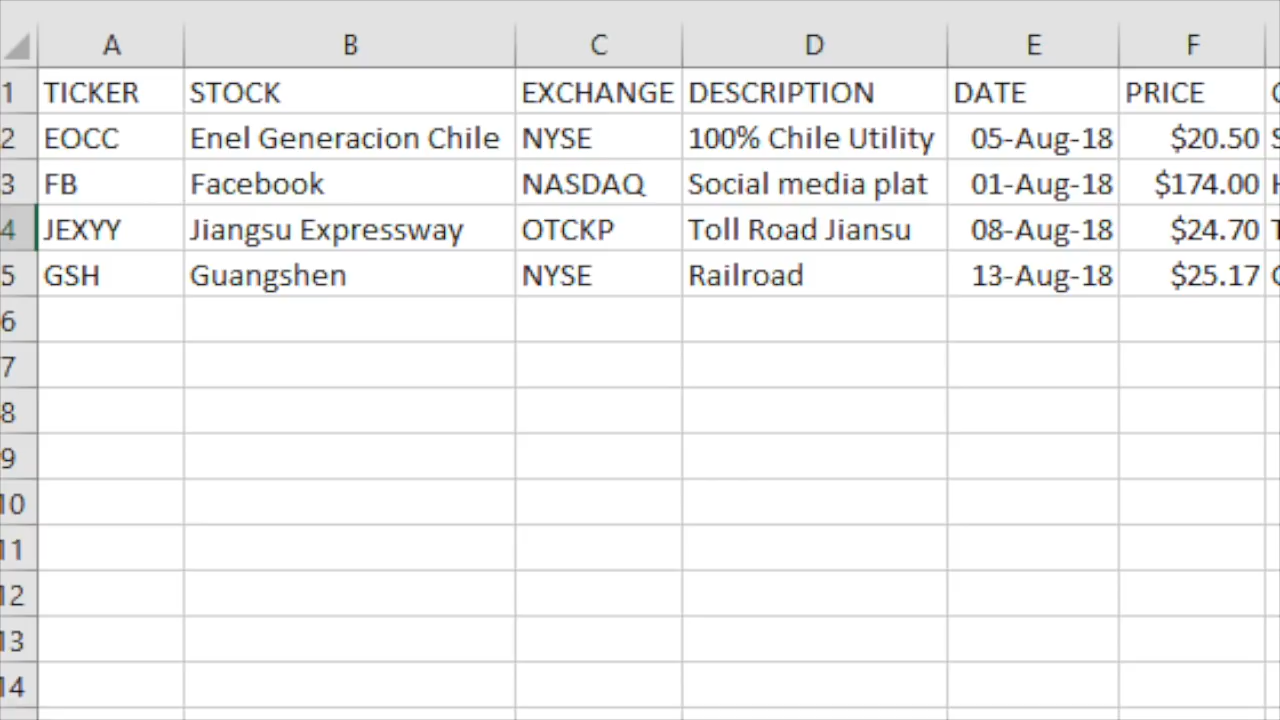 A B C D E F
1 TICKER STOCK EXCHANGE DESCRIPTION DATE PRICE
2 EOCC Enel Generacion Chile NYSE 100% Chile Utility 05-Aug-18 $20.50
3 FB Facebook NASDAQ Social media plat 01-Aug-18 $174.00
4 JEXYY Jiangsu Expressway OTCKP Toll Road Jiansu 08-Aug-18 $24.70
5 GSH Guangshen NYSE Railroad 13-Aug-18 $25.17
6
7
8
9
10
11
12
13
14